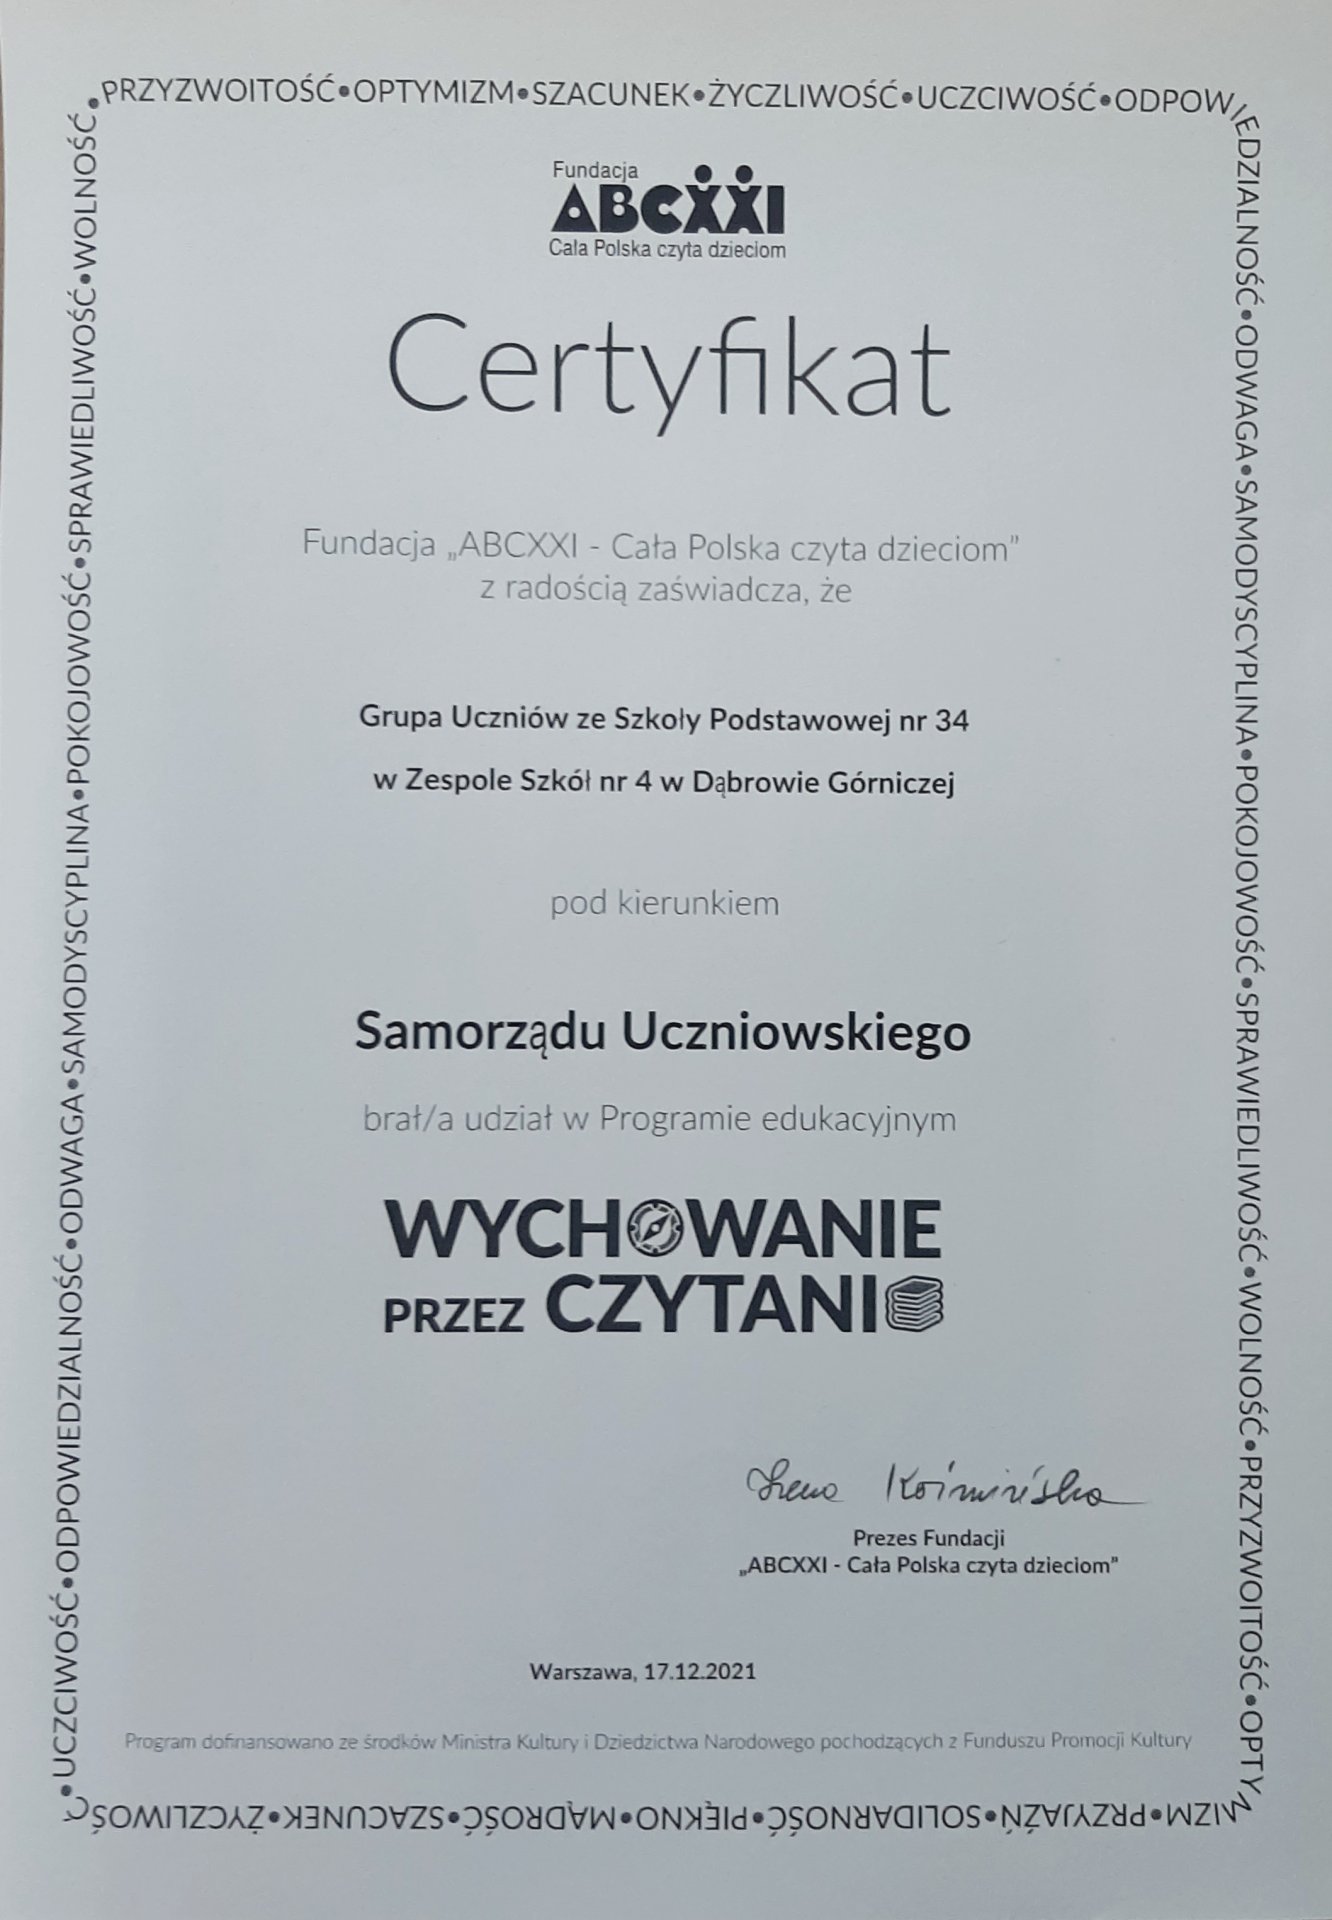 PRZYZWOITOŚĆ•OPTYMIZM•SZACUNEK•ŻYCZLIWOŚĆ•UCZCIWOŚĆ•ODPOWIEDZIALNOŚĆ•ODWAGA•SAMODYSCYPLINA•POKOJOWOŚĆ•SPRAWIEDLIWOŚĆ•WOLNOŚĆ•PRZYZWOITOŚĆ•OPTYMIZM•PRZYJAŹŃ•SOLIDARNOŚĆ•PIĘKNO•MĄDROŚĆ•SZACUNEK•ŻYCZLIWOŚĆ•UCZCIWOŚĆ•ODPOWIEDZIALNOŚĆ•ODWAGA•SAMODYSCYPLINA•POKOJOWOŚĆ•SPRAWIEDLIWOŚĆ•WOLNOŚĆ•
Fundacja
ABCXXI
Cała Polska czyta dzieciom
Certyfikat
Fundacja „ABCXXI - Cała Polska czyta dzieciom”
z radością zaświadcza, że
Grupa Uczniów ze Szkoły Podstawowej nr 34
w Zespole Szkół nr 4 w Dąbrowie Górniczej
pod kierunkiem
Samorządu Uczniowskiego
brał/a udział w Programie edukacyjnym
WYCHOWANIE
PRZEZ CZYTANIE
Irena Koźmińska
Prezes Fundacji
„ABCXXI - Cała Polska czyta dzieciom”
Warszawa, 17.12.2021
Program dofinansowano ze środków Ministra Kultury i Dziedzictwa Narodowego pochodzących z Funduszu Promocji Kultury